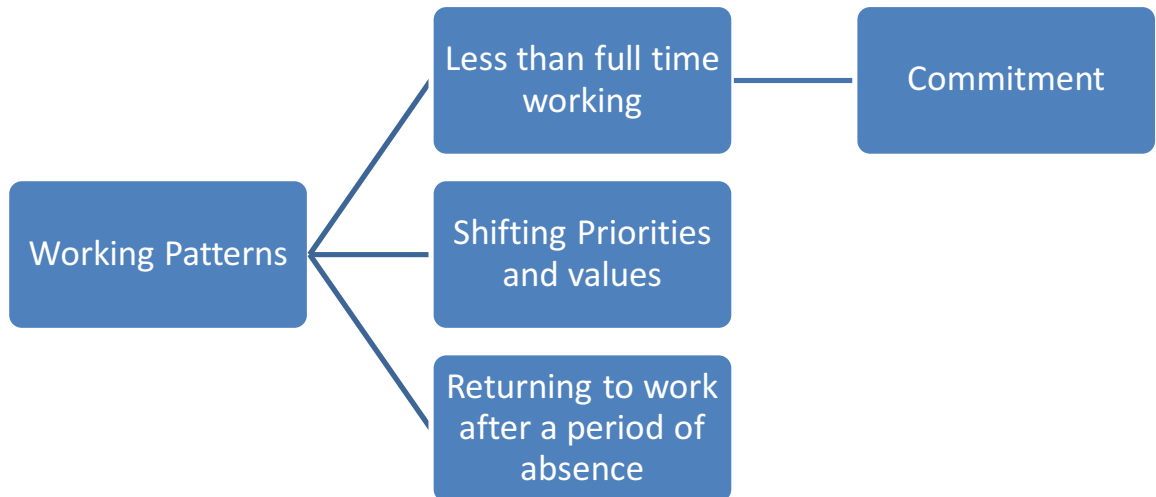 Less than full time
working
Commitment
Working Patterns
Shifting Priorities
and values
Returning to work
after a period of
absence